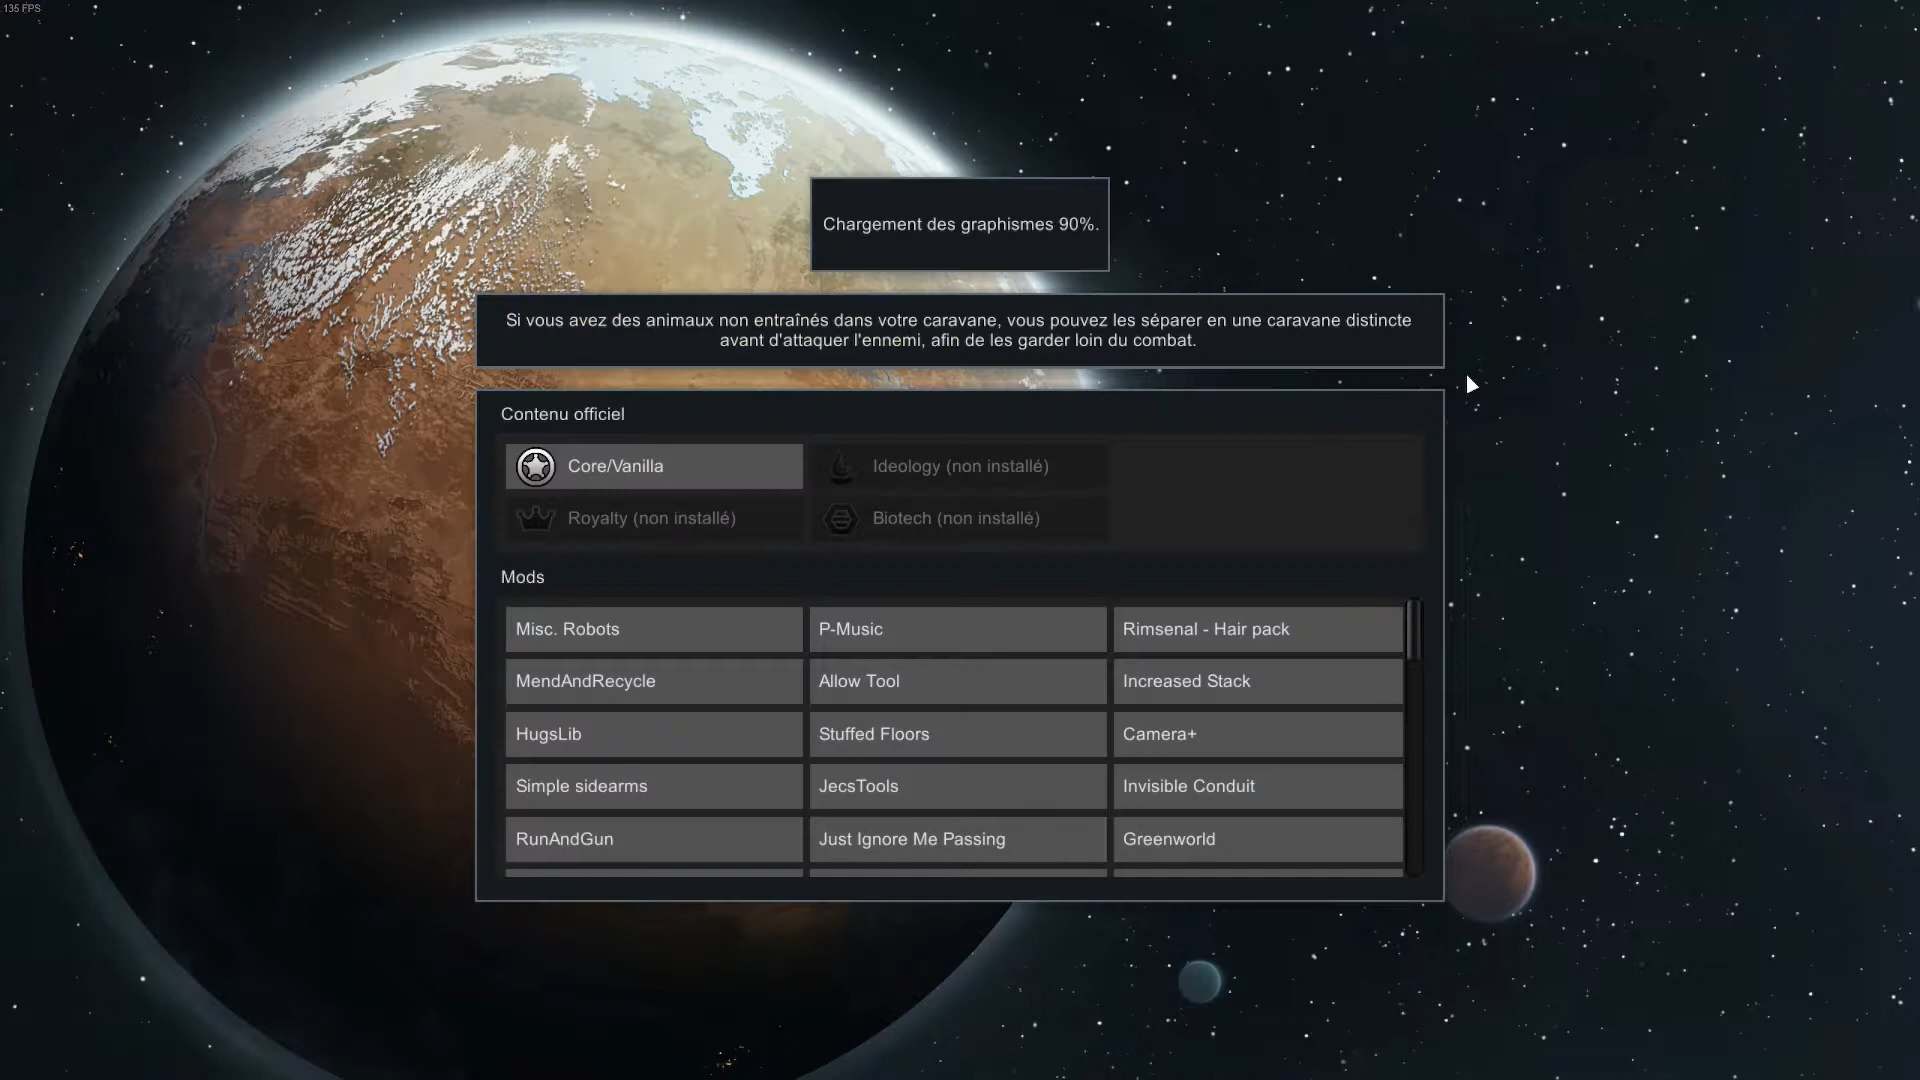 135 FPS
Chargement des graphismes 90%.
Si vous avez des animaux non entraînés dans votre caravane, vous pouvez les séparer en une caravane distincte
avant d'attaquer l'ennemi, afin de les garder loin du combat.
Contenu officiel
Core/Vanilla
Ideology (non installé)
Royalty (non installé)
Biotech (non installé)
Mods
Misc. Robots
P-Music
Rimsenal - Hair pack
MendAndRecycle
Allow Tool
Increased Stack
HugsLib
Stuffed Floors
Camera+
Simple sidearms
JecsTools
Invisible Conduit
RunAndGun
Just Ignore Me Passing
Greenworld